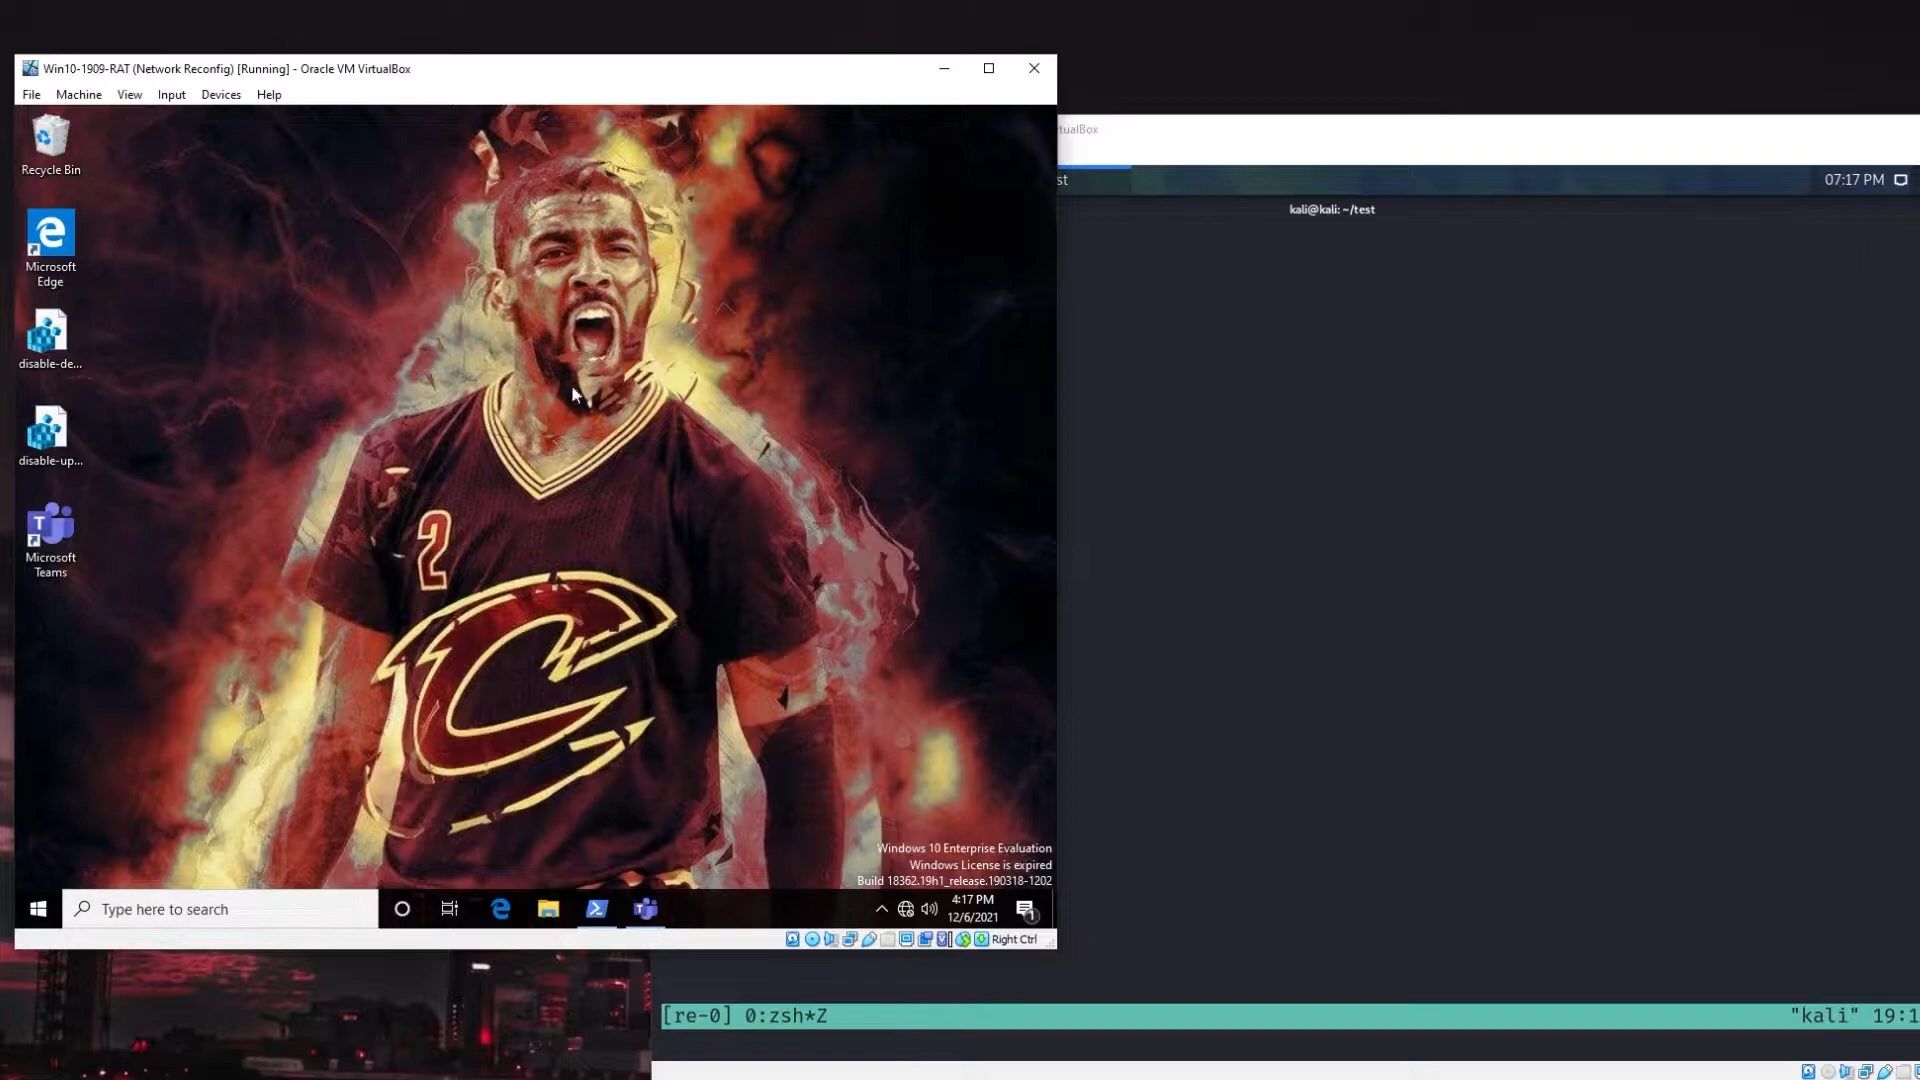 Win10-1909-RAT (Network Reconfig) [Running] - Oracle VM VirtualBox
File Machine View Input Devices Help
tualBox
st
07:17 PM
kali@kali: ~/test
Recycle Bin
Microsoft
Edge
disable-de...
disable-up...
Microsoft
Teams
2
Windows 10 Enterprise Evaluation
Windows License is expired
Build 18362.19h1_release.190318-1202
Type here to search
4:17 PM
12/6/2021
1
Right Ctrl
[re-0] 0:zsh*Z
"kali" 19:1